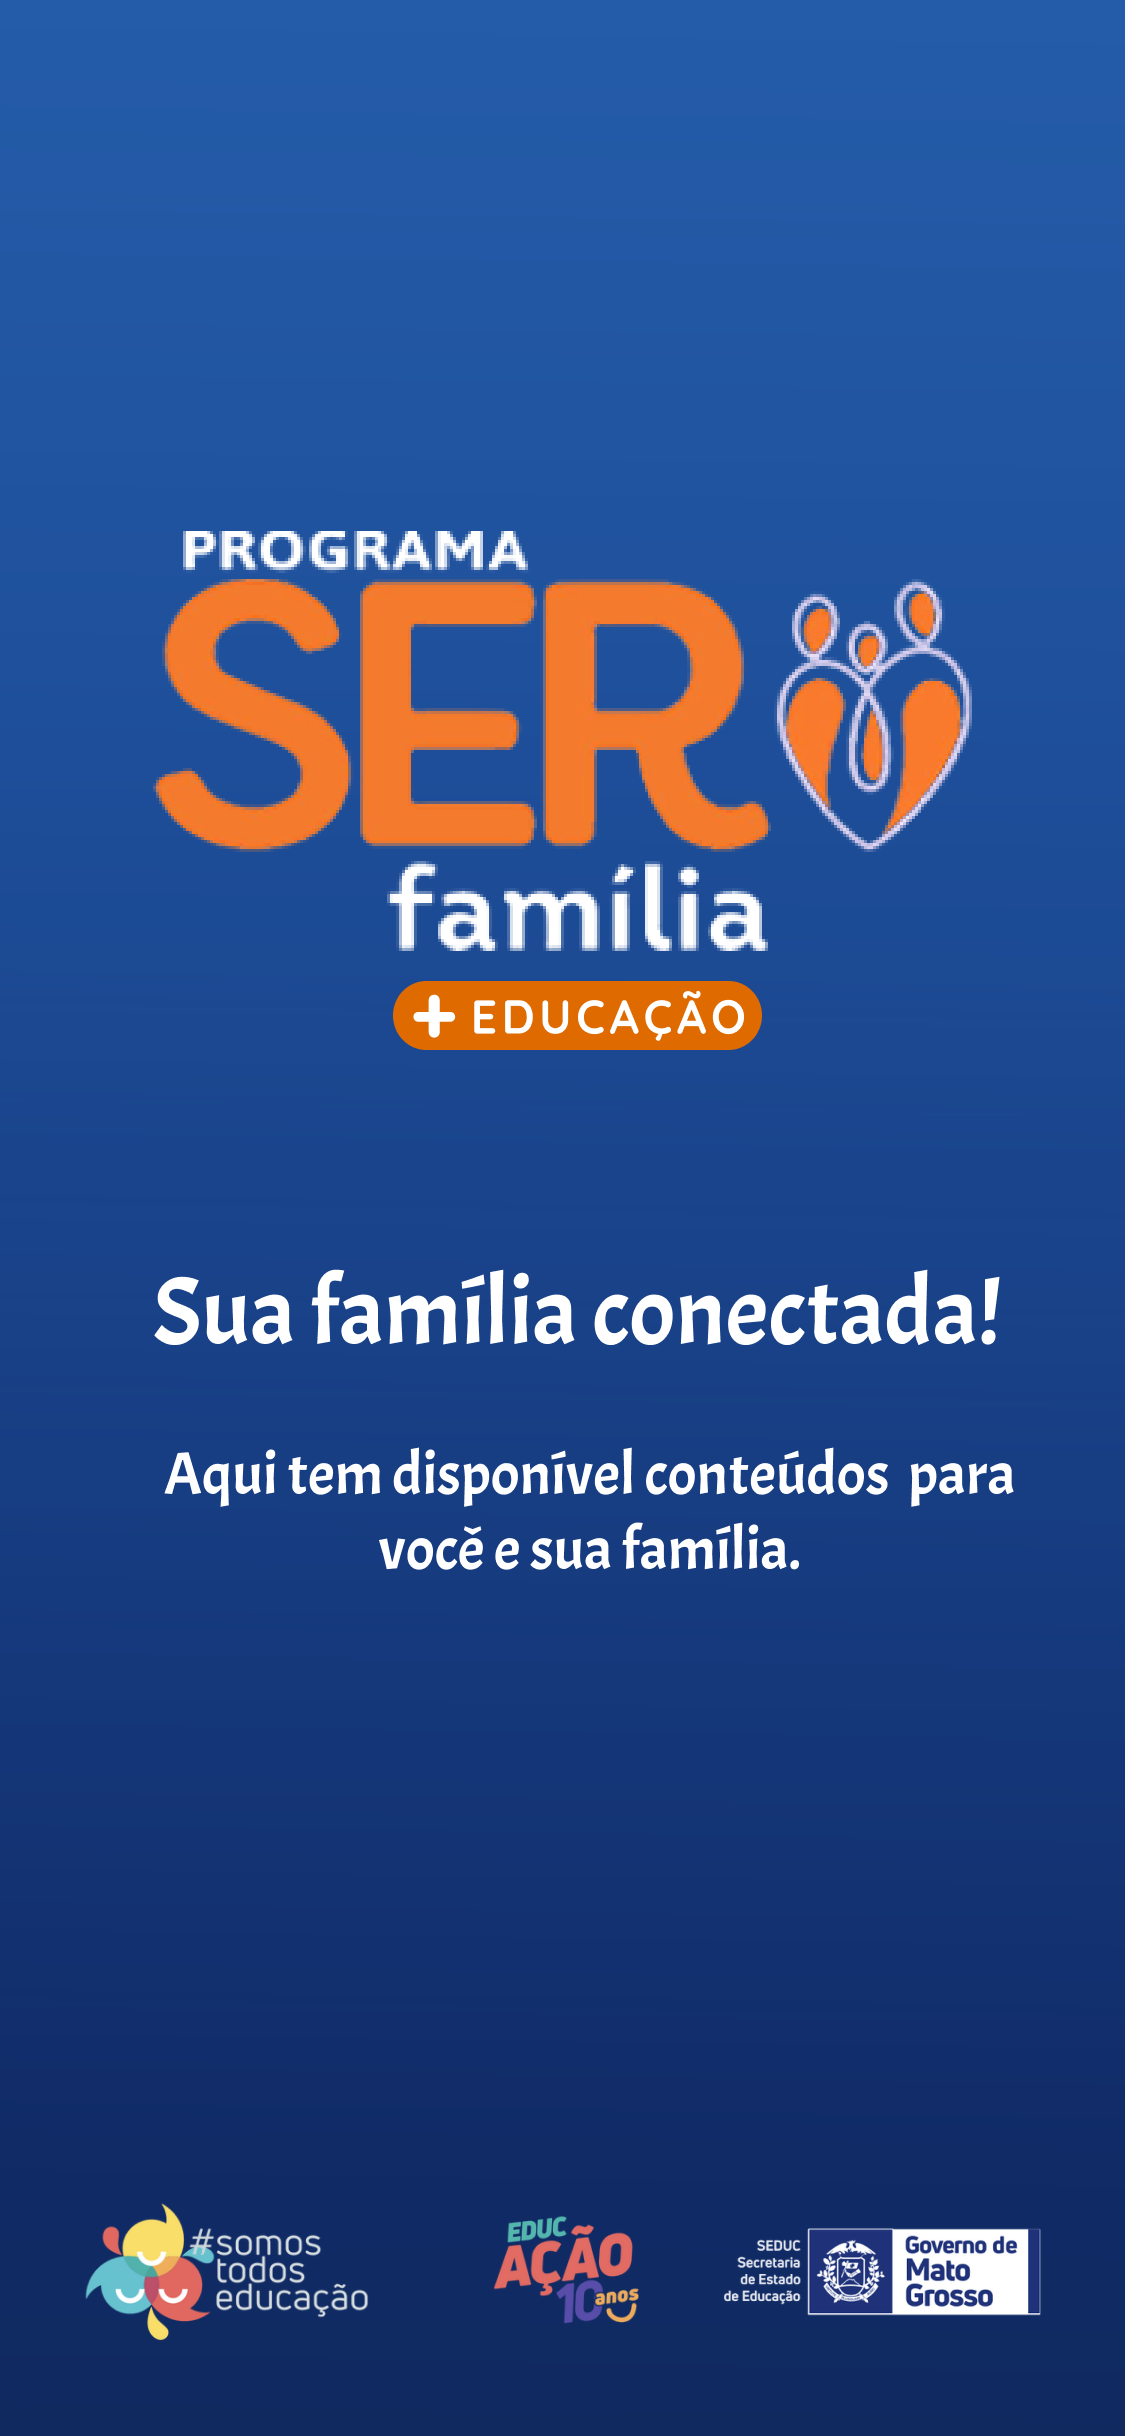 PROGRAMA
SER
família
+ EDUCAÇÃO
Sua família conectada!
Aqui tem disponível conteúdos para
vocě e sua família.
#somos
todos
educação
EDUC
AÇÃO
10 anos
SEDUC
Secretaria
de Estado
de Educação
Governo de
Mato
Grosso